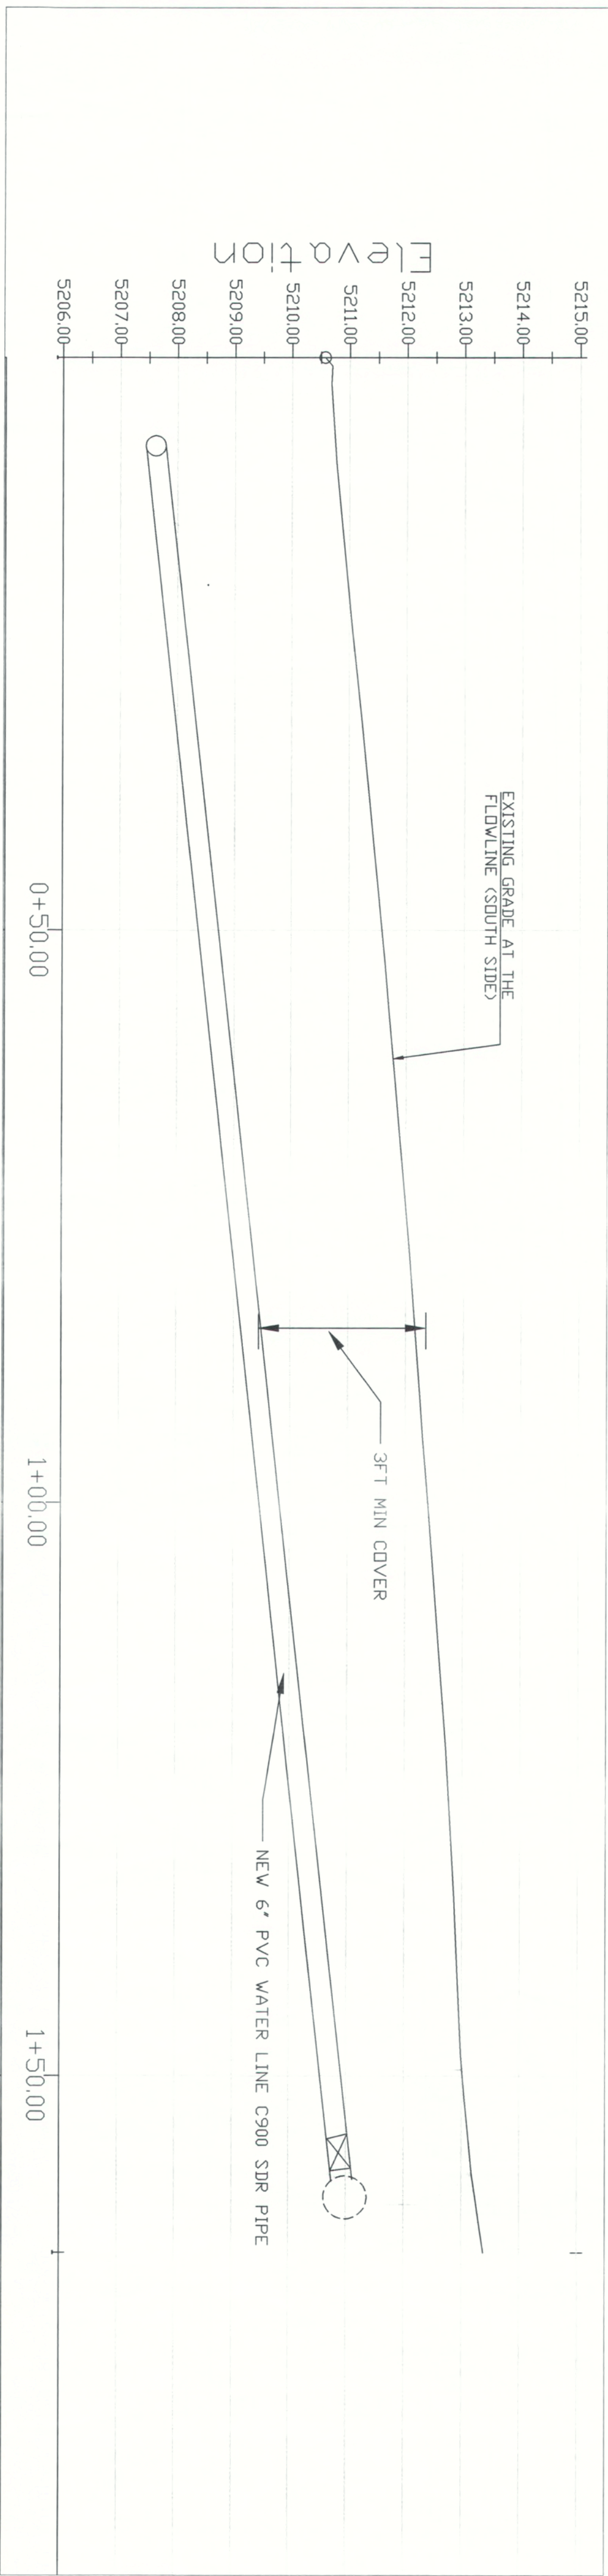 Elevation
5215.00
5214.00
5213.00
5212.00
5211.00
5210.00
5209.00
5208.00
5207.00
5206.00
EXISTING GRADE AT THE
FLOWLINE (SOUTH SIDE)
3FT MIN COVER
NEW 6" PVC WATER LINE C900 SDR PIPE
0+50.00
1+00.00
1+50.00